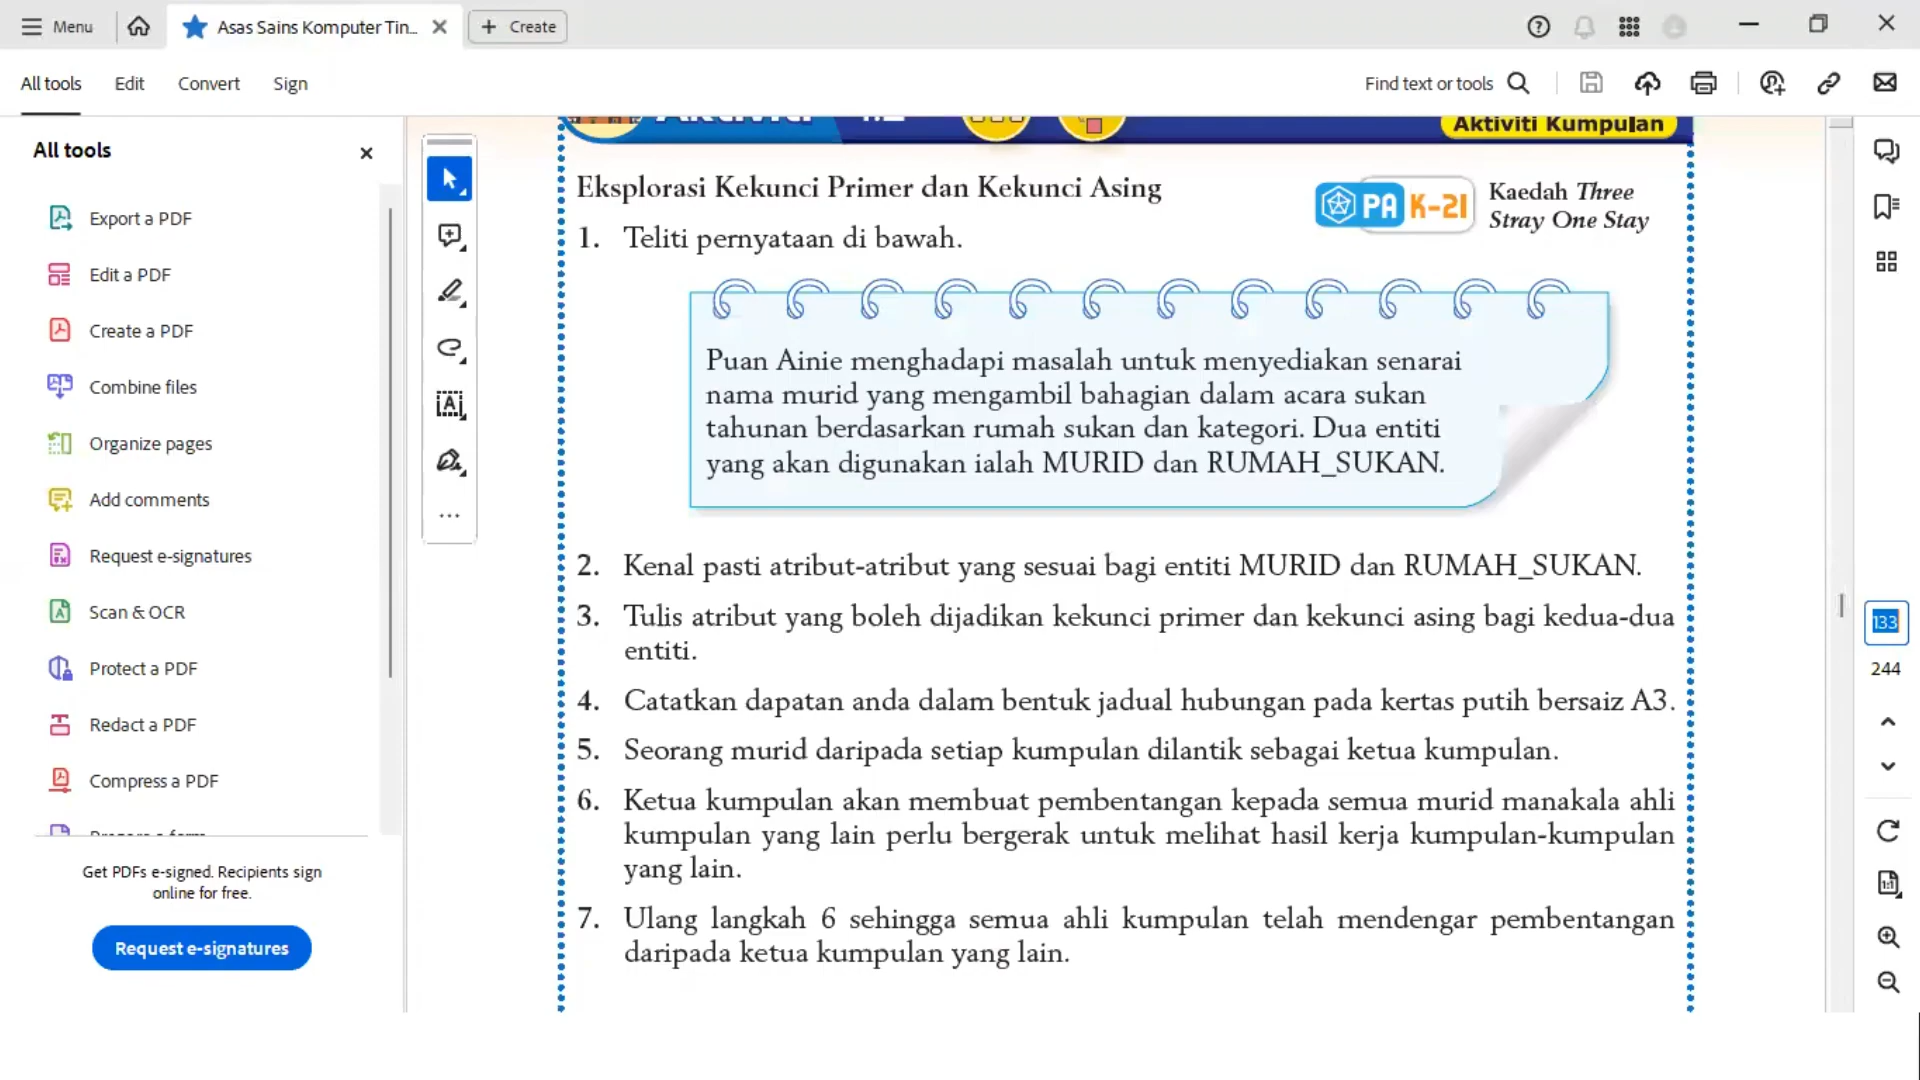 Menu
Asas Sains Komputer Tin...
Create
All tools
Edit
Convert
Sign
Find text or tools
All tools
Export a PDF
Edit a PDF
Create a PDF
Combine files
Organize pages
Add comments
Request e-signatures
Scan & OCR
Protect a PDF
Redact a PDF
Compress a PDF
Get PDFs e-signed. Recipients sign
online for free.
Request e-signatures
Aktiviti Kumpulan
Eksplorasi Kekunci Primer dan Kekunci Asing
PA K-21
Kaedah Three
Stray One Stay
1. Teliti pernyataan di bawah.
Puan Ainie menghadapi masalah untuk menyediakan senarai
nama murid yang mengambil bahagian dalam acara sukan
tahunan berdasarkan rumah sukan dan kategori. Dua entiti
yang akan digunakan ialah MURID dan RUMAH_SUKAN.
2. Kenal pasti atribut-atribut yang sesuai bagi entiti MURID dan RUMAH_SUKAN.
3. Tulis atribut yang boleh dijadikan kekunci primer dan kekunci asing bagi kedua-dua
entiti.
4. Catatkan dapatan anda dalam bentuk jadual hubungan pada kertas putih bersaiz A3.
5. Seorang murid daripada setiap kumpulan dilantik sebagai ketua kumpulan.
6. Ketua kumpulan akan membuat pembentangan kepada semua murid manakala ahli
kumpulan yang lain perlu bergerak untuk melihat hasil kerja kumpulan-kumpulan
yang lain.
7. Ulang langkah 6 sehingga semua ahli kumpulan telah mendengar pembentangan
daripada ketua kumpulan yang lain.
133
244